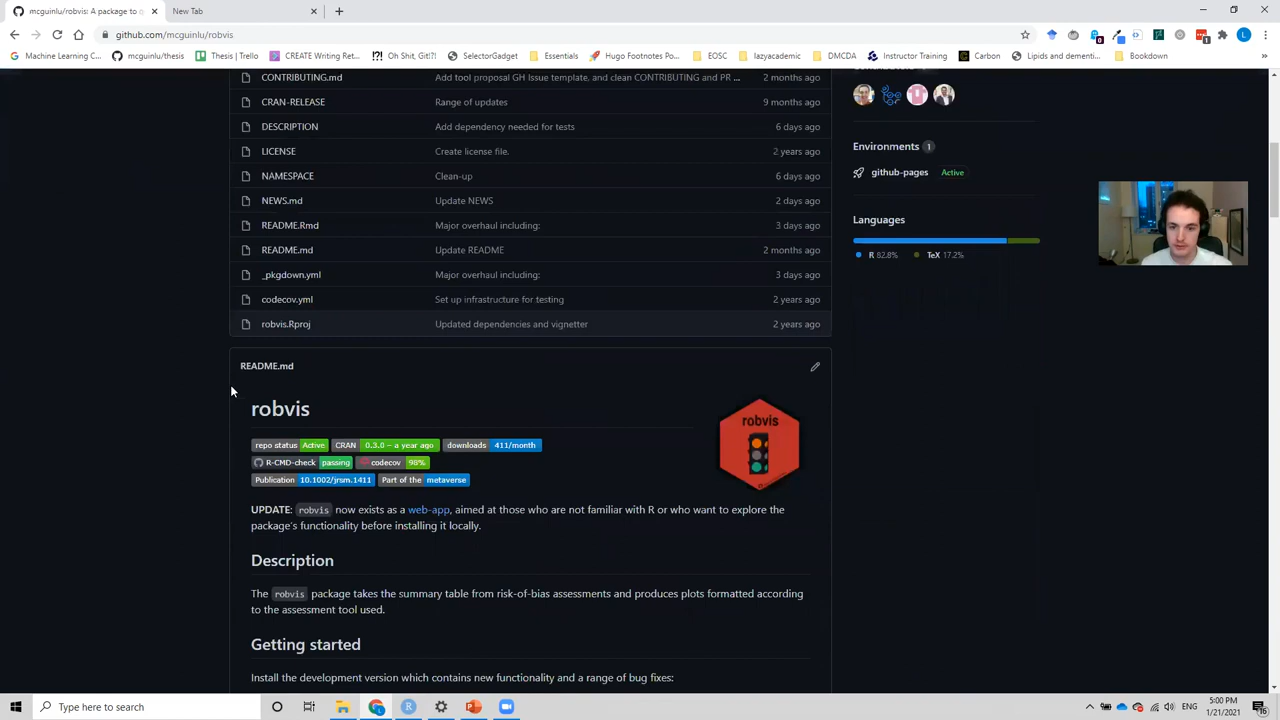 mcguinlu/robvis: A package to q
New Tab
github.com/mcguinlu/robvis
Machine Learning C...
mcguinlu/thesis
Thesis | Trello
CREATE Writing Ret...
Oh Shit, Git!?!
SelectorGadget
Essentials
Hugo Footnotes Po...
EOSC
lazyacademic
DMCDA
Instructor Training
Carbon
Lipids and dementi...
Bookdown
CONTRIBUTING.md Add tool proposal GH Issue template, and clean CONTRIBUTING and PR ... 2 months ago
CRAN-RELEASE Range of updates 9 months ago
DESCRIPTION Add dependency needed for tests 6 days ago
LICENSE Create license file. 2 years ago
NAMESPACE Clean-up 6 days ago
NEWS.md Update NEWS 2 days ago
README.Rmd Major overhaul including: 3 days ago
README.md Update README 2 months ago
_pkgdown.yml Major overhaul including: 3 days ago
codecov.yml Set up infrastructure for testing 2 years ago
robvis.Rproj Updated dependencies and vignetter 2 years ago
Environments 1
github-pages Active
Languages
R 82.8% TeX 17.2%
README.md
robvis
robvis
repo status Active CRAN 0.3.0 – a year ago downloads 411/month
R-CMD-check passing codecov 98%
Publication 10.1002/jrsm.1411 Part of the metaverse
UPDATE: robvis now exists as a web-app, aimed at those who are not familiar with R or who want to explore the
package's functionality before installing it locally.
Description
The robvis package takes the summary table from risk-of-bias assessments and produces plots formatted according
to the assessment tool used.
Getting started
Install the development version which contains new functionality and a range of bug fixes:
Type here to search
ENG
5:00 PM
1/21/2021